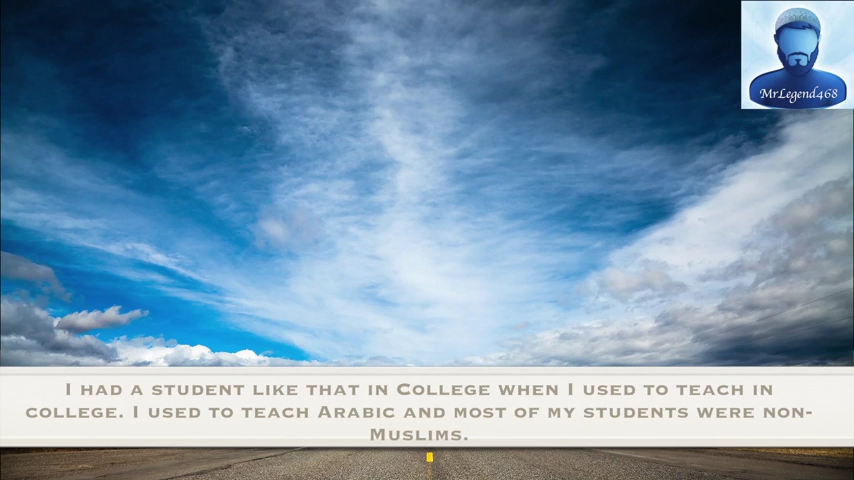 MrLegend468
I had a student like that in College when I used to teach in
college. I used to teach Arabic and most of my students were non-
Muslims.